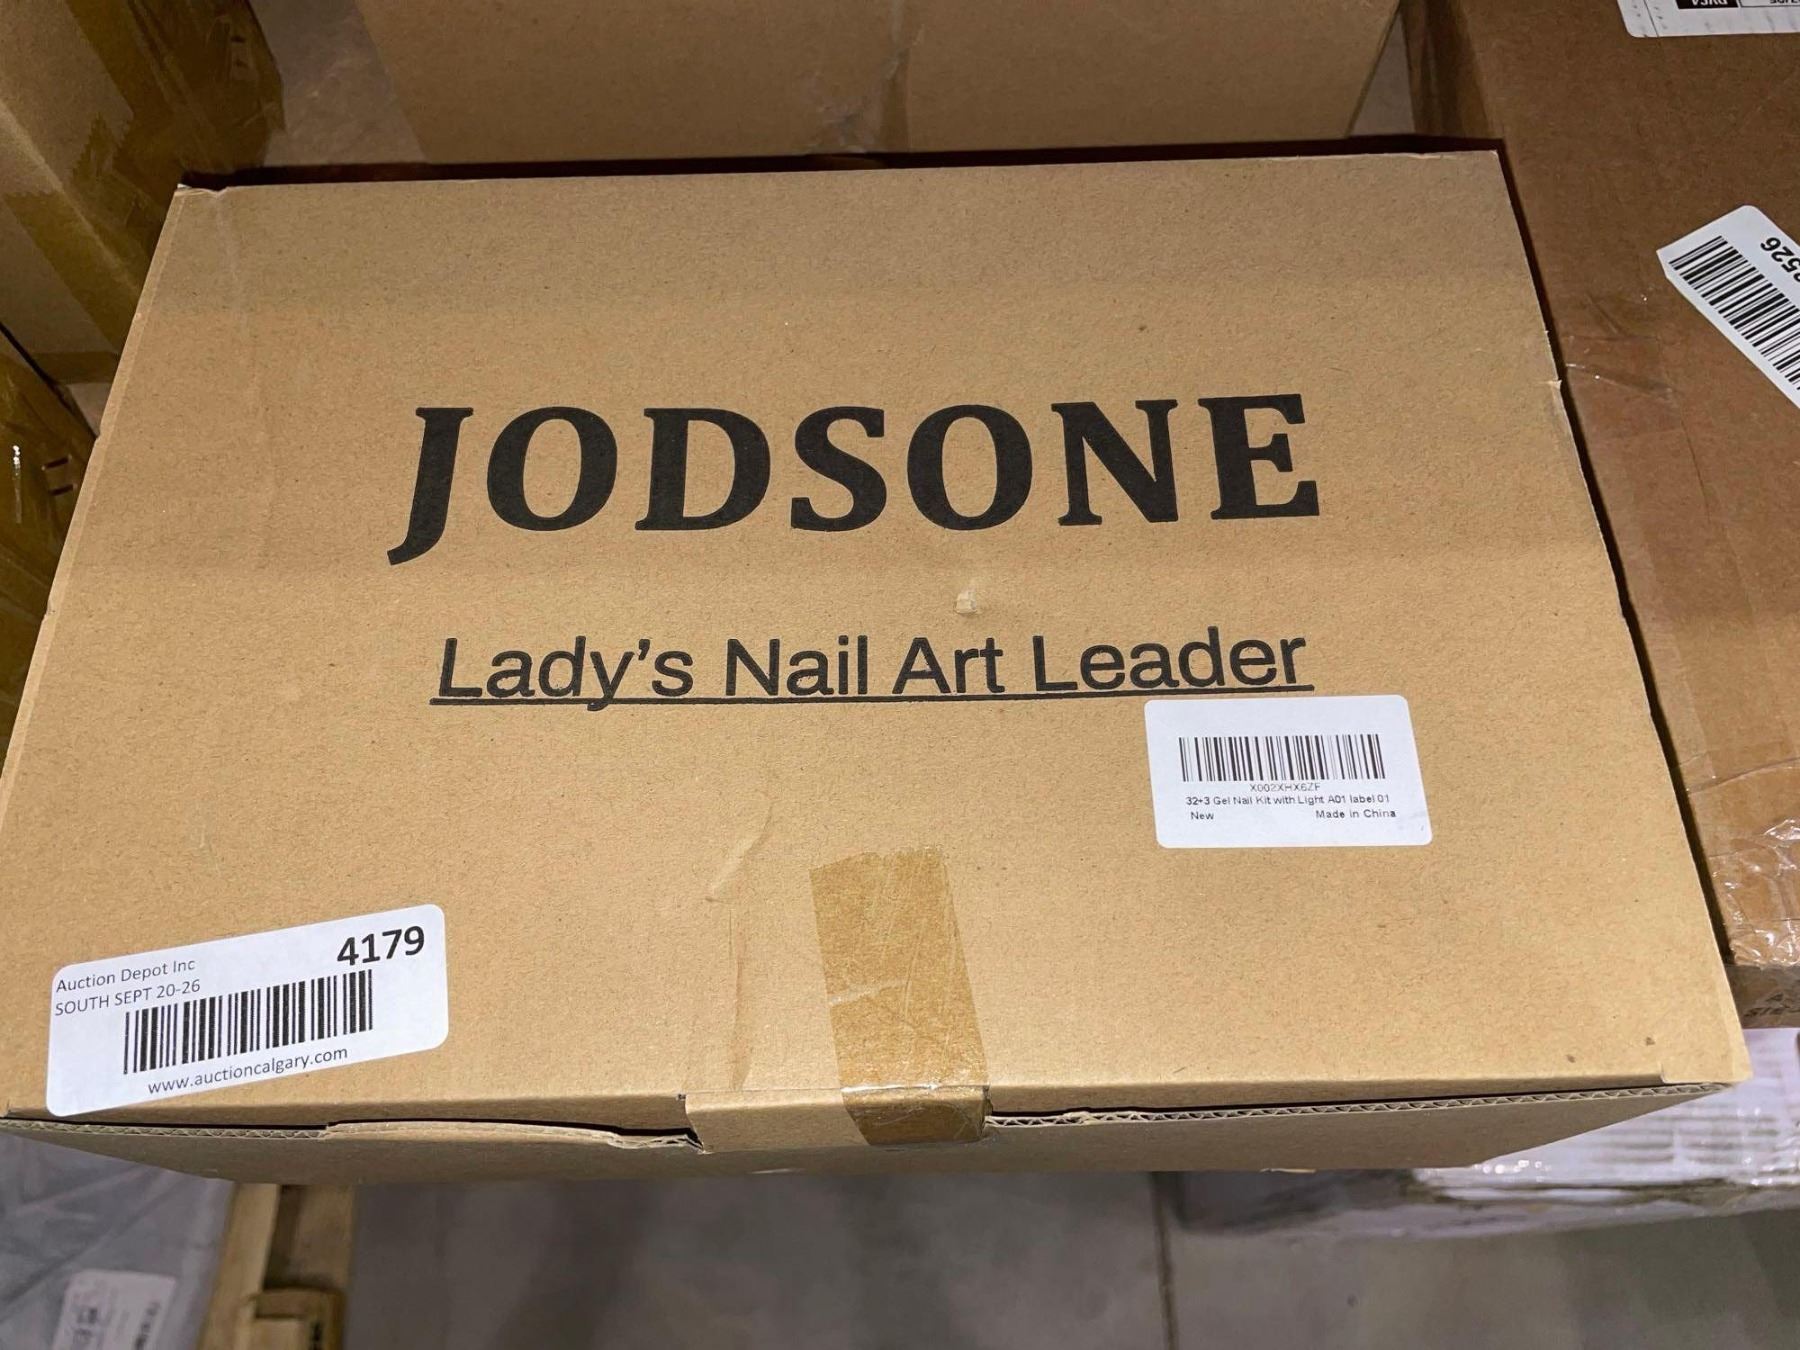 JODSONE
Lady's Nail Art Leader
X002XHX6ZF
32+3 Gel Nail Kit with Light A01 label 01
New Made in China
Auction Depot Inc 4179
SOUTH SEPT 20-26
www.auctioncalgary.com